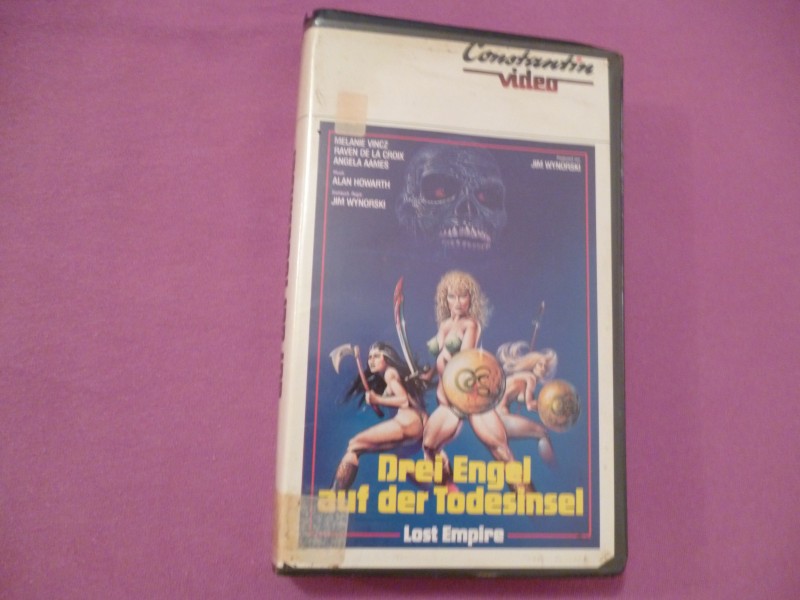 Constantin
video
MELANIE VINCZ
RAVEN DE LA CROIX
ANGELA AAMES
ALAN HOWARTH
JIM WYNORSKI
JIM WYNORSKI
Drei Engel
auf der Todesinsel
Lost Empire